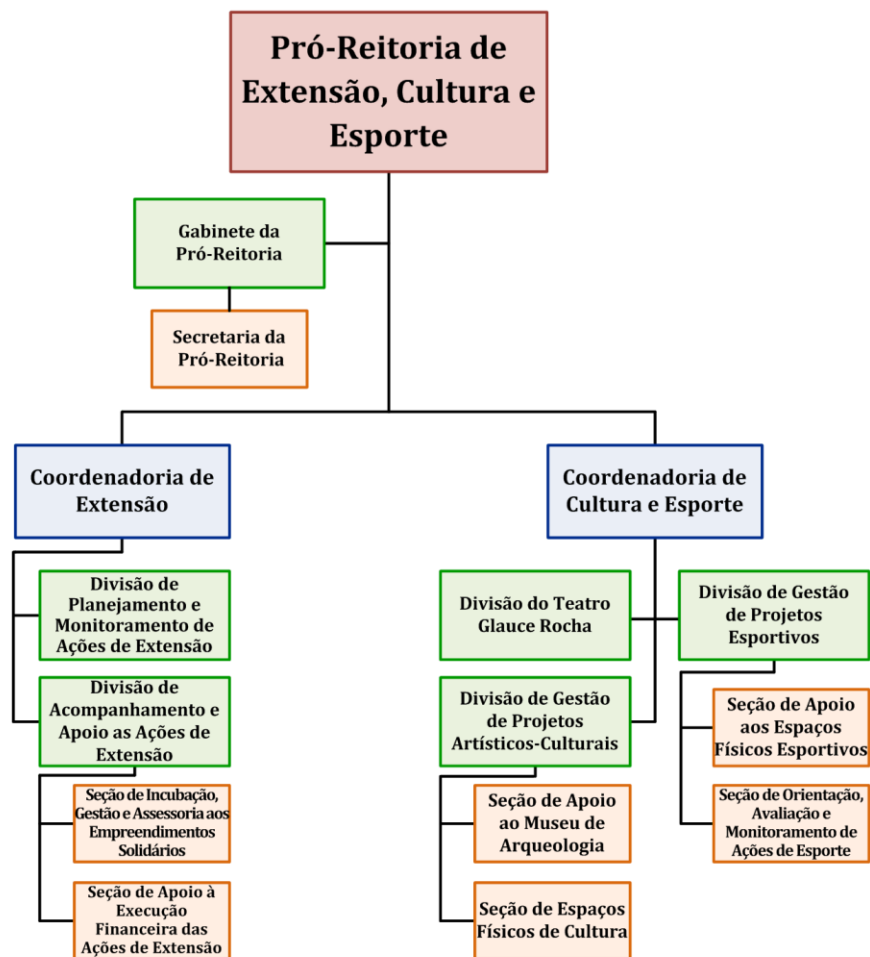 Pró-Reitoria de
Extensão, Cultura e
Esporte
Gabinete da
Pró-Reitoria
Secretaria da
Pró-Reitoria
Coordenadoria de
Extensão
Divisão de
Planejamento e
Monitoramento de
Ações de Extensão
Divisão de
Acompanhamento e
Apoio as Ações de
Extensão
Seção de Incubação,
Gestão e Assessoria aos
Empreendimentos
Solidários
Seção de Apoio à
Execução
Financeira das
Ações de Extensão
Coordenadoria de
Cultura e Esporte
Divisão do Teatro
Glauce Rocha
Divisão de Gestão
de Projetos
Artísticos-Culturais
Seção de Apoio
ao Museu de
Arqueologia
Seção de Espaços
Físicos de Cultura
Divisão de Gestão
de Projetos
Esportivos
Seção de Apoio
aos Espaços
Físicos Esportivos
Seção de Orientação,
Avaliação e
Monitoramento de
Ações de Esporte